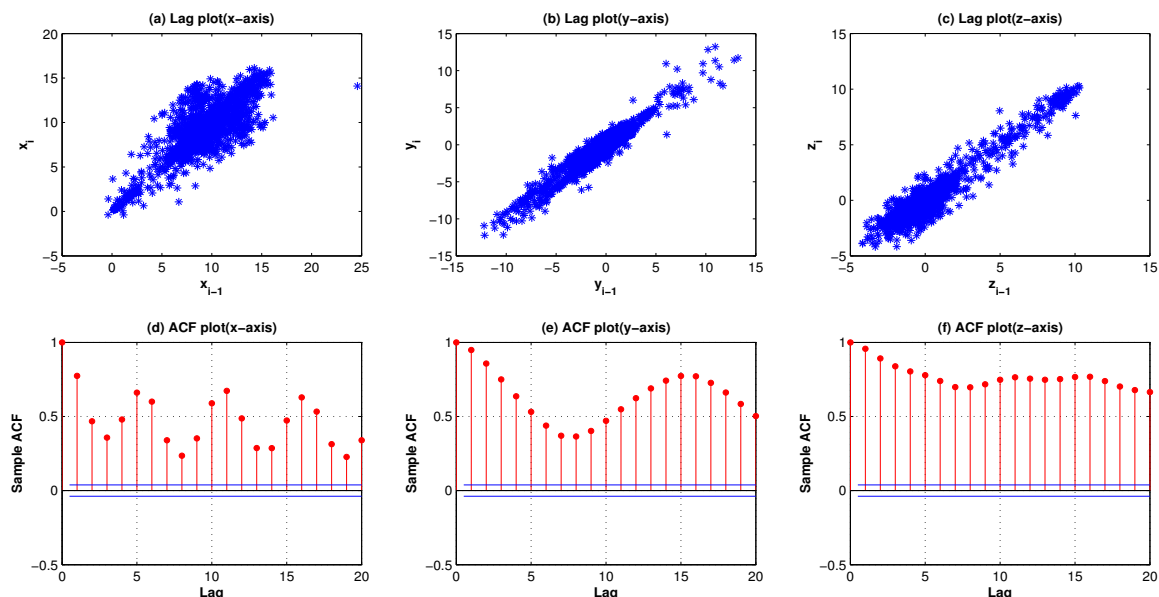 (a) Lag plot(x−axis)
20
15
10
5
0
−5
−5 0 5 10 15 20 25
x_i
x_{i−1}
(b) Lag plot(y−axis)
15
10
5
0
−5
−10
−15
−15 −10 −5 0 5 10 15
y_i
y_{i−1}
(c) Lag plot(z−axis)
15
10
5
0
−5
−5 0 5 10 15
z_i
z_{i−1}
(d) ACF plot(x−axis)
1
0.5
0
−0.5
0 5 10 15 20
Sample ACF
Lag
(e) ACF plot(y−axis)
1
0.5
0
−0.5
0 5 10 15 20
Sample ACF
Lag
(f) ACF plot(z−axis)
1
0.5
0
−0.5
0 5 10 15 20
Sample ACF
Lag